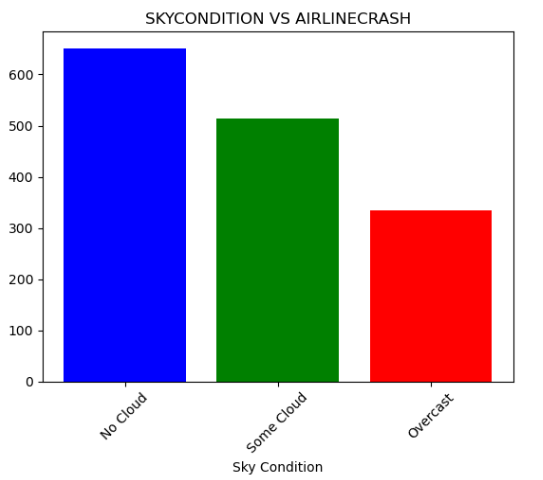 SKYCONDITION VS AIRLINECRASH
600
500
400
300
200
100
0
No Cloud
Some Cloud
Overcast
Sky Condition